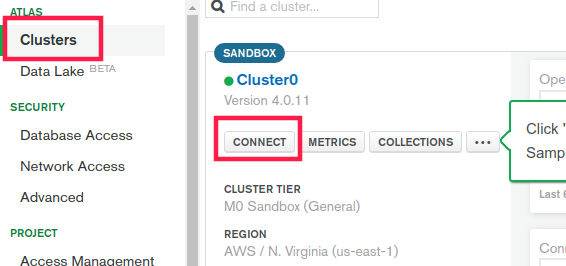 ATLAS
Clusters
Data Lake BETA
SECURITY
Database Access
Network Access
Advanced
PROJECT
Access Management
Find a cluster...
SANDBOX
Cluster0
Version 4.0.11
CONNECT METRICS COLLECTIONS ...
CLUSTER TIER
M0 Sandbox (General)
REGION
AWS / N. Virginia (us-east-1)
Ope
Click '
Samp
Last 6
Conn